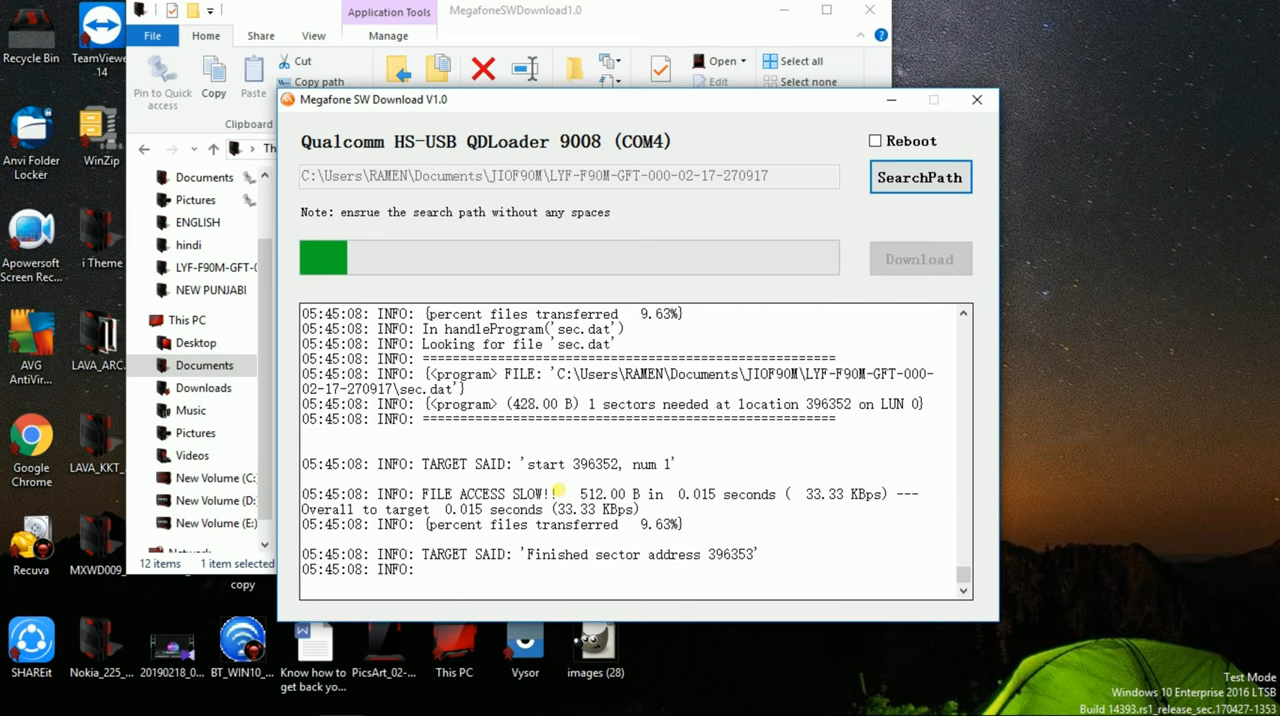 Recycle Bin
TeamViewer
14
Anvi Folder
Locker
WinZip
Apowersoft
Screen Rec...
i Theme
AVG
AntiVir...
LAVA_ARC...
Google
Chrome
LAVA_KKT_...
Recuva
MXWD009_...
SHAREit
Nokia_225_...
20190218_0...
BT_WIN10_...
copy
Know how to
get back yo...
PicsArt_02-...
This PC
Vysor
images (28)
Application Tools
MegafoneSWDownload1.0
File
Home
Share
View
Manage
Pin to Quick
access
Copy
Paste
Cut
Copy path
Clipboard
Open
Edit
Select all
Select none
Th
Documents
Pictures
ENGLISH
hindi
LYF-F90M-GFT-0
NEW PUNJABI
This PC
Desktop
Documents
Downloads
Music
Pictures
Videos
New Volume (C:
New Volume (D:
New Volume (E:)
Network
12 items
1 item selected
Megafone SW Download V1.0
Qualcomm HS-USB QDLoader 9008 (COM4)
Reboot
C:\Users\RAMEN\Documents\JIOF90M\LYF-F90M-GFT-000-02-17-270917
SearchPath
Note: ensrue the search path without any spaces
Download
05:45:08: INFO: {percent files transferred 9.63%}
05:45:08: INFO: In handleProgram('sec.dat')
05:45:08: INFO: Looking for file 'sec.dat'
05:45:08: INFO: =======================================================
05:45:08: INFO: {<program> FILE: 'C:\Users\RAMEN\Documents\JIOF90M\LYF-F90M-GFT-000-
02-17-270917\sec.dat'}
05:45:08: INFO: {<program> (428.00 B) 1 sectors needed at location 396352 on LUN 0}
05:45:08: INFO: =======================================================
05:45:08: INFO: TARGET SAID: 'start 396352, num 1'
05:45:08: INFO: FILE ACCESS SLOW!! 512.00 B in 0.015 seconds ( 33.33 KBps) ---
Overall to target 0.015 seconds (33.33 KBps)
05:45:08: INFO: {percent files transferred 9.63%}
05:45:08: INFO: TARGET SAID: 'Finished sector address 396353'
05:45:08: INFO:
Test Mode
Windows 10 Enterprise 2016 LTSB
Build 14393.rs1_release_sec.170427-1353